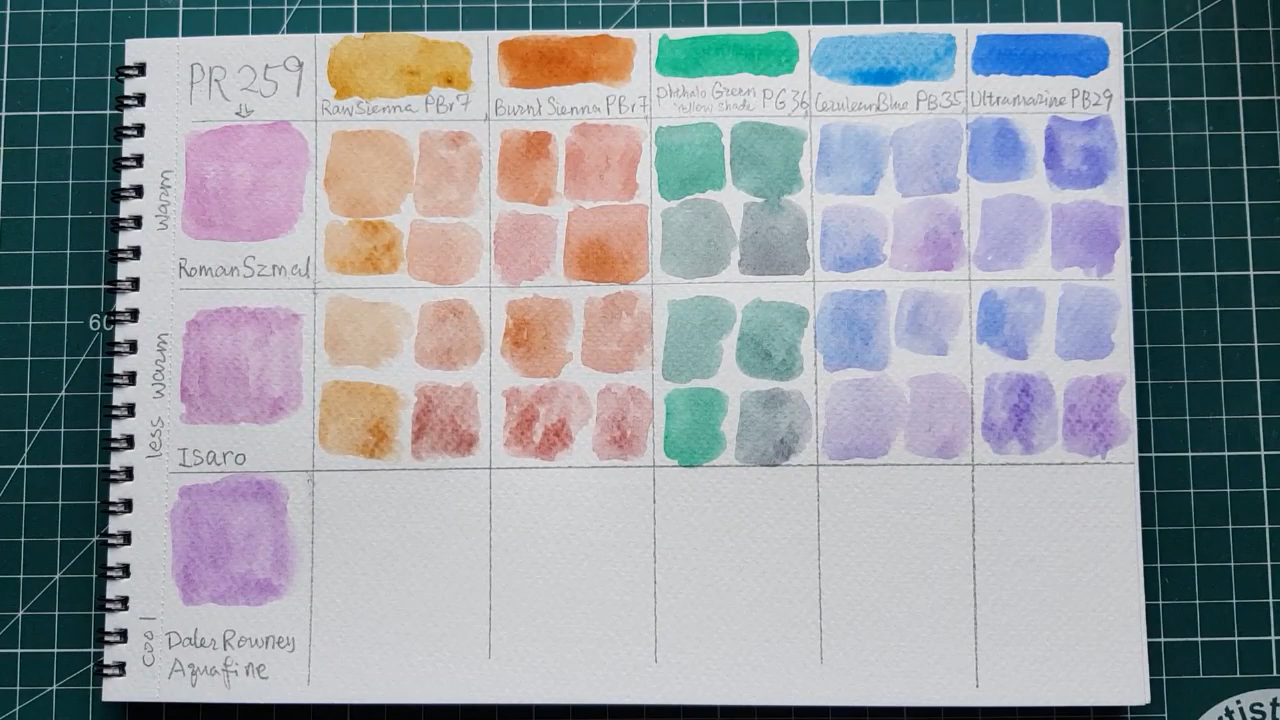 PR 259
Raw Sienna PBr7
Burnt Sienna PBr7
Phthalo Green
Yellow shade PG36
Cerulean Blue PB35
Ultramarine PB29
Warm
Roman Szmal
less warm
Isaro
cool
Daler Rowney
Aquafine
60